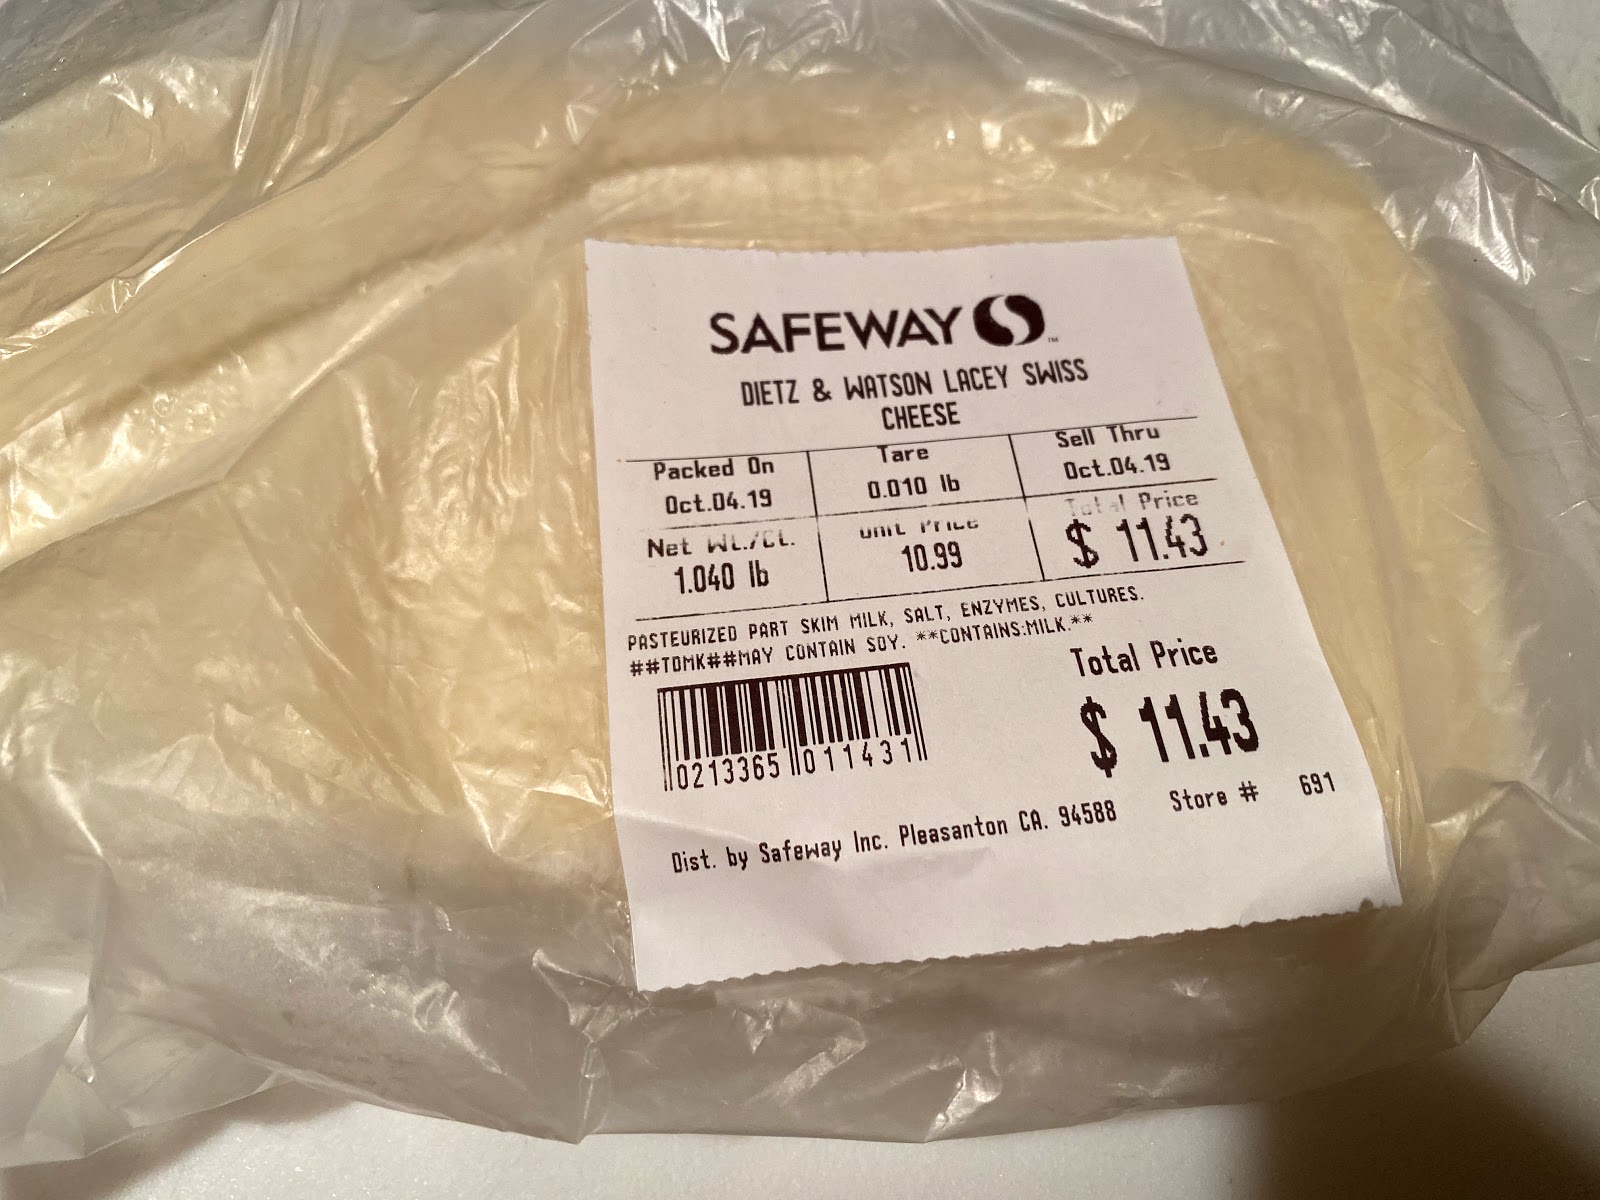 SAFEWAY
DIETZ & WATSON LACEY SWISS
CHEESE
Packed On
Oct.04.19
Tare
0.010 lb
Sell Thru
Oct.04.19
Net Wt./Ct.
1.040 lb
Unit Price
10.99
Total Price
$ 11.43
PASTEURIZED PART SKIM MILK, SALT, ENZYMES, CULTURES.
##TDMK##MAY CONTAIN SOY. **CONTAINS:MILK.**
0213365 011431
Total Price
$ 11.43
Store # 691
Dist. by Safeway Inc. Pleasanton CA. 94588